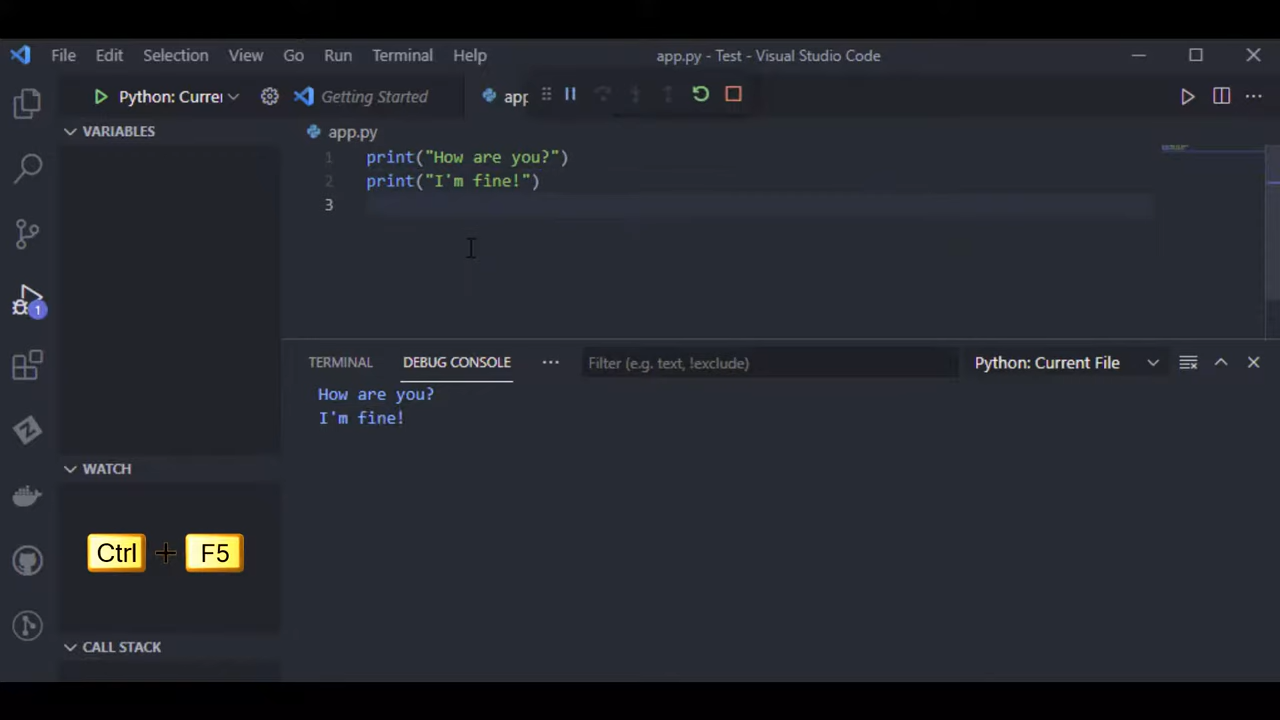 File Edit Selection View Go Run Terminal Help app.py - Test - Visual Studio Code
Python: Currer Getting Started app
VARIABLES
app.py
1 print("How are you?")
2 print("I'm fine!")
3
1
TERMINAL DEBUG CONSOLE ... Filter (e.g. text, !exclude) Python: Current File
How are you?
I'm fine!
WATCH
Ctrl + F5
CALL STACK